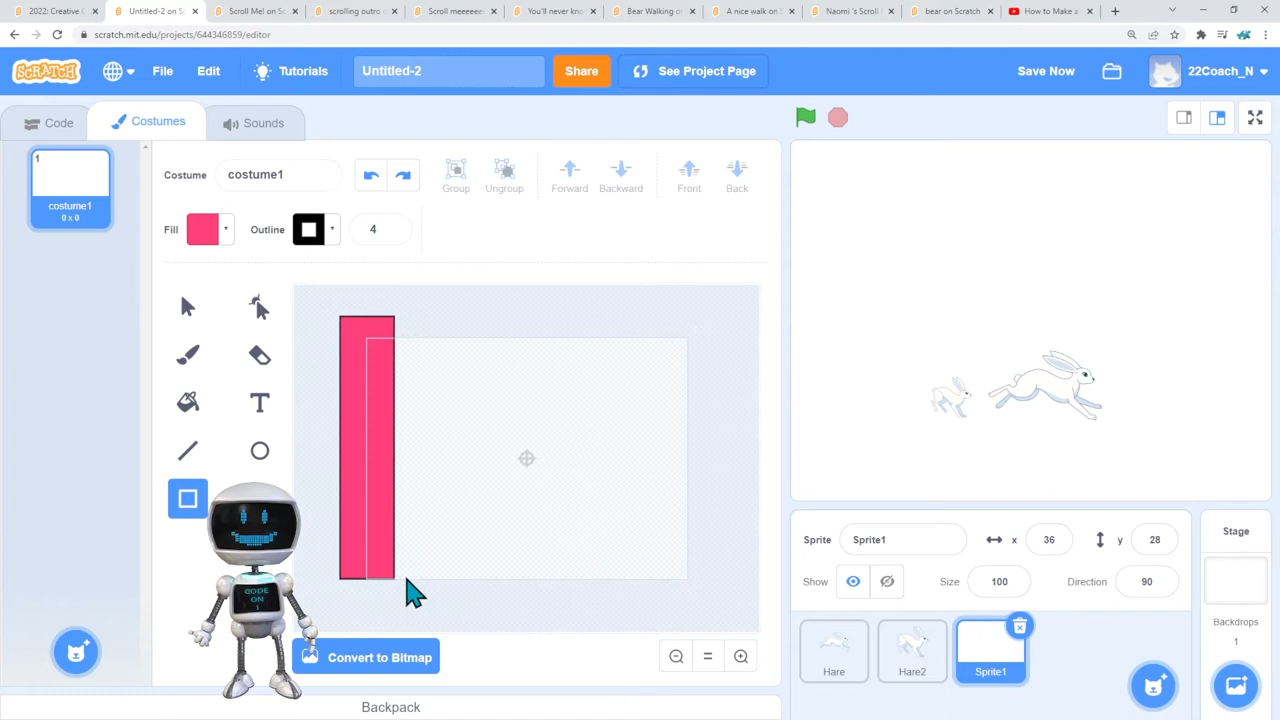 2022: Creative C
Untitled-2 on S
Scroll Me! on Sc
scrolling outro c
Scroll meeeeee
You'll never kno
Bear Walking on
A nice walk on S
Naomi 's Scroll I
bear on Scratch
How to Make a
scratch.mit.edu/projects/644346859/editor
SCRATCH
File
Edit
Tutorials
Untitled-2
Share
See Project Page
Save Now
22Coach_N
Code
Costumes
Sounds
1
costume1
0 x 0
Costume
costume1
Group
Ungroup
Forward
Backward
Front
Back
Fill
Outline
4
CODE
ON
1
Convert to Bitmap
Backpack
Sprite
Sprite1
x
36
y
28
Show
Size
100
Direction
90
Hare
Hare2
Sprite1
Stage
Backdrops
1